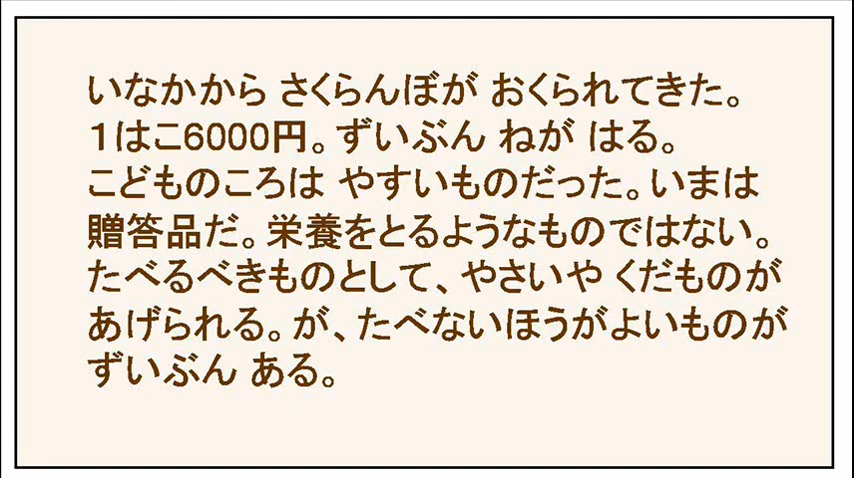 いなかから さくらんぼが おくられてきた。
１はこ6000円。ずいぶん ねが はる。
こどものころは やすいものだった。いまは
贈答品だ。栄養をとるようなものではない。
たべるべきものとして、やさいや くだものが
あげられる。が、たべないほうがよいものが
ずいぶん ある。